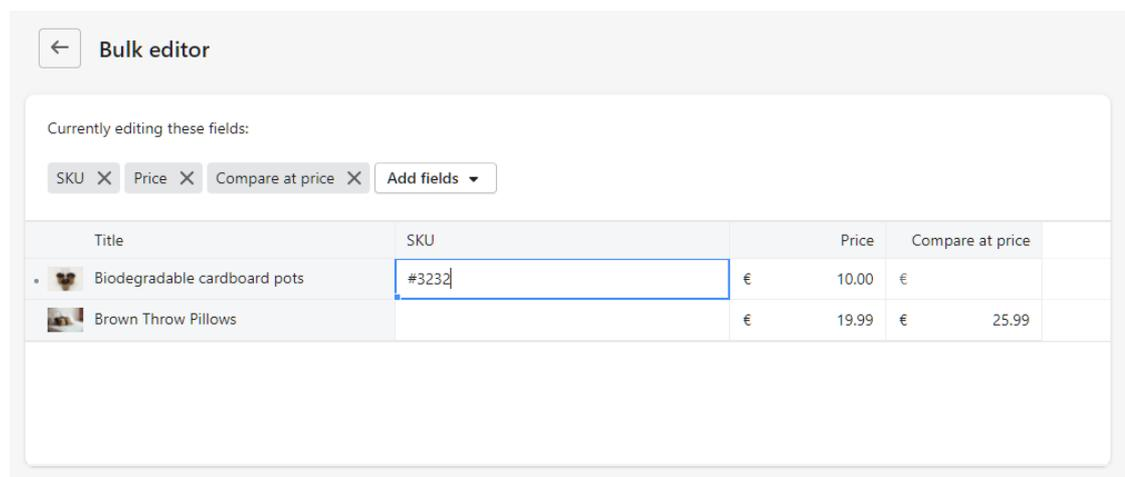 Bulk editor
Currently editing these fields:
SKU Price Compare at price Add fields
Title SKU Price Compare at price
Biodegradable cardboard pots #3232 € 10.00 €
Brown Throw Pillows € 19.99 € 25.99